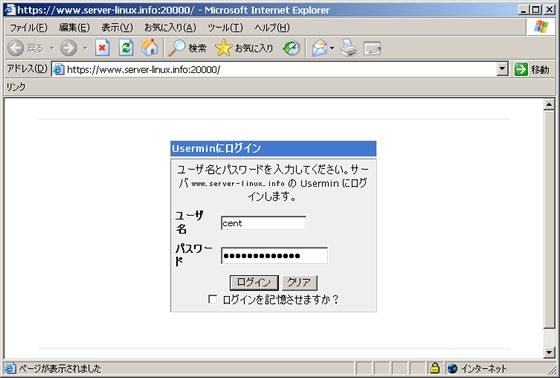 https://www.server-linux.info:20000/ - Microsoft Internet Explorer
ファイル(F) 編集(E) 表示(V) お気に入り(A) ツール(T) ヘルプ(H)
戻る 検索 お気に入り
アドレス(D) https://www.server-linux.info:20000/ 移動
リンク
Userminにログイン
ユーザ名とパスワードを入力してください。サー
バ www.server-linux.info の Usermin にログ
インします。
ユーザ
名
cent
パスワー
ド
●●●●●●●●●●●●●
ログイン クリア
ログインを記憶させますか？
ページが表示されました インターネット